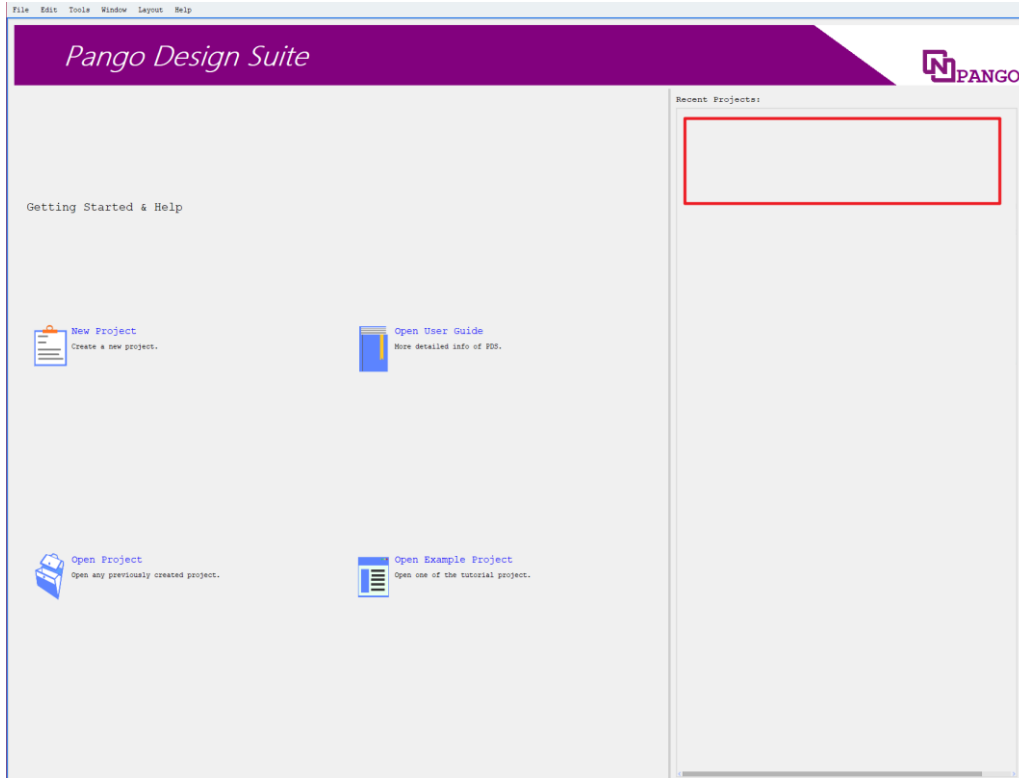 File Edit Tools Window Layout Help
Pango Design Suite
PANGO
Recent Projects:
Getting Started & Help
New Project
Create a new project.
Open User Guide
More detailed info of PDS.
Open Project
Open any previously created project.
Open Example Project
Open one of the tutorial project.